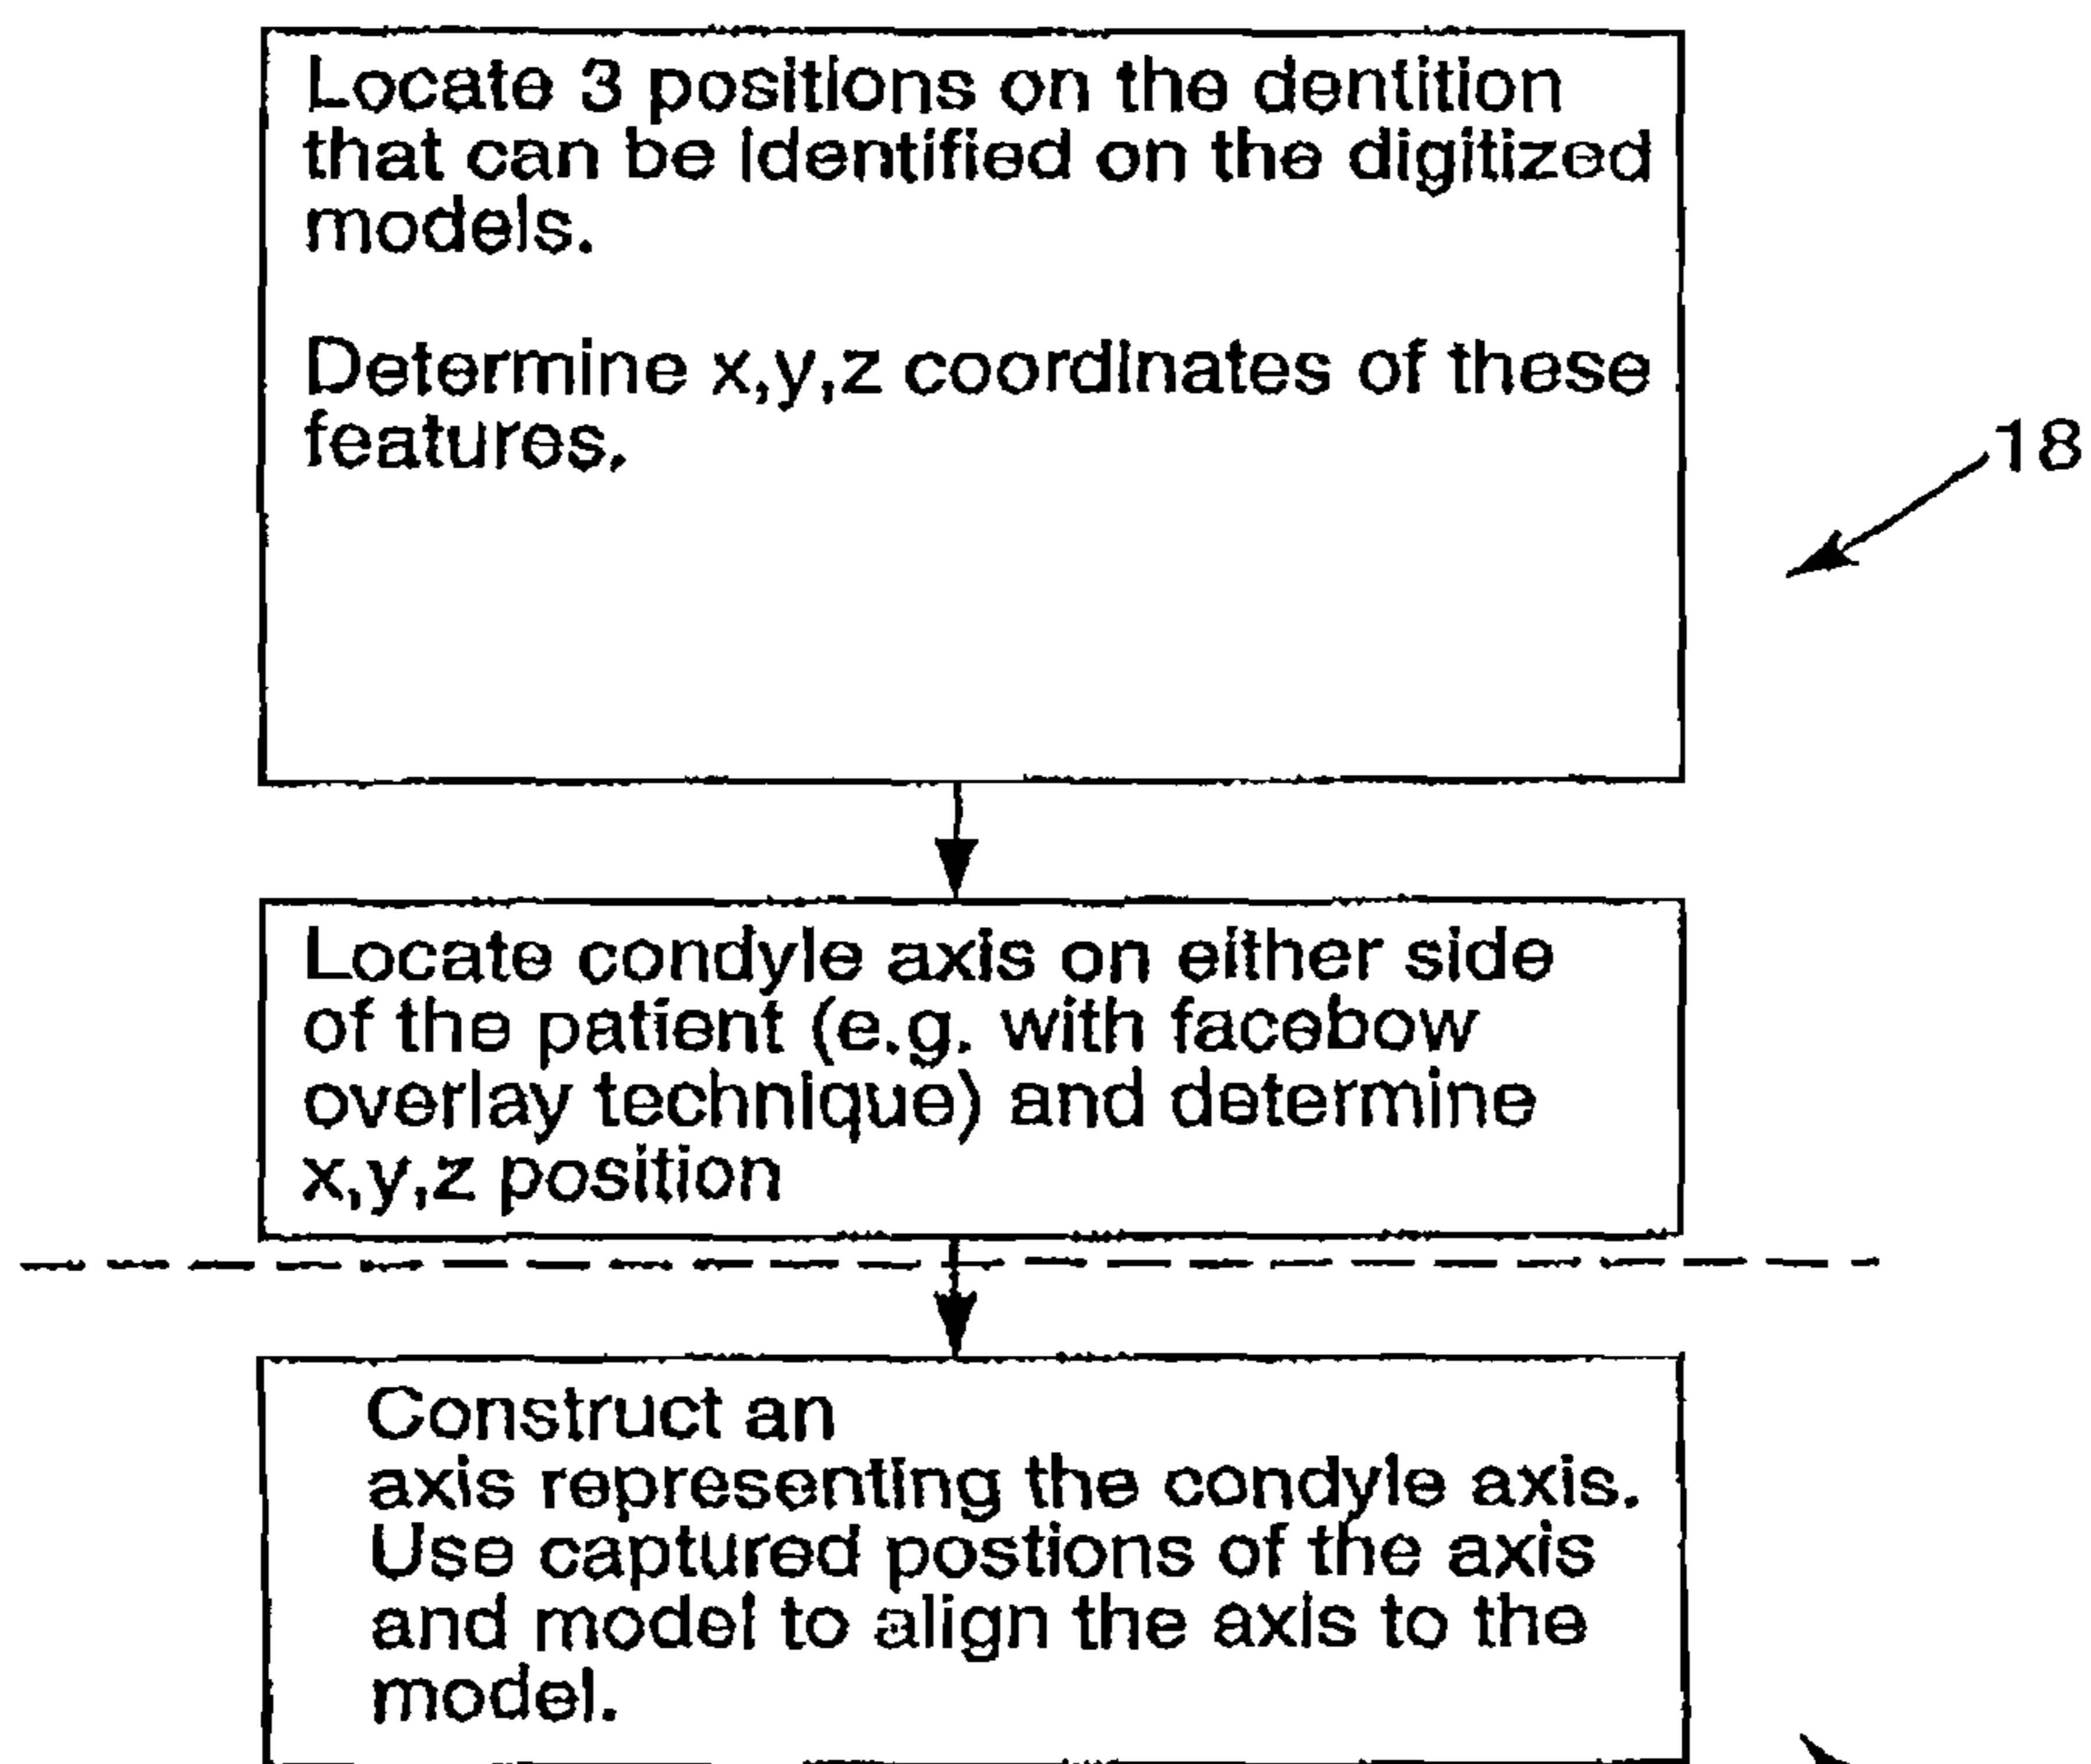 Locate 3 positions on the dentition
that can be identified on the digitized
models.
Determine x,y,z coordinates of these
features.
18
Locate condyle axis on either side
of the patient (e.g. with facebow
overlay technique) and determine
x,y,z position
Construct an
axis representing the condyle axis.
Use captured postions of the axis
and model to align the axis to the
model.